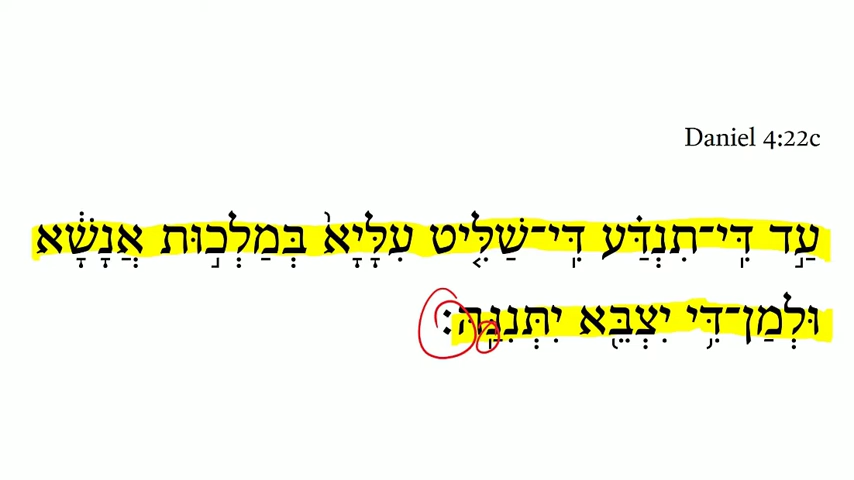 Daniel 4:22c
עַ֣ד דִּֽי־תִנְדַּ֗ע דִּֽי־שַׁלִּ֤יט עִלָּיָא֙ בְּמַלְכ֣וּת אֲנָשָׁ֔א
וּלְמַן־דִּ֥י יִצְבֵּ֖א יִתְּנִנַּֽהּ׃